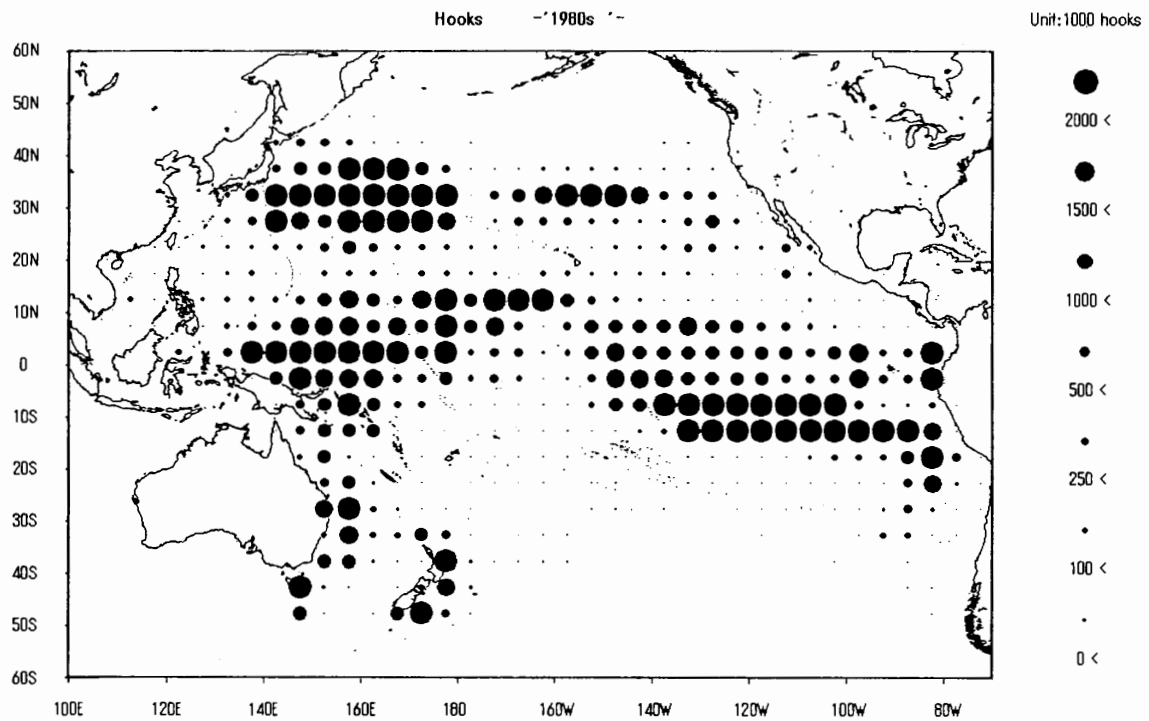 Hooks -'1980s '-
Unit:1000 hooks
60N
50N
40N
30N
20N
10N
0
10S
20S
30S
40S
50S
60S
100E 120E 140E 160E 180 160W 140W 120W 100W 80W
2000 <
1500 <
1000 <
500 <
250 <
100 <
0 <